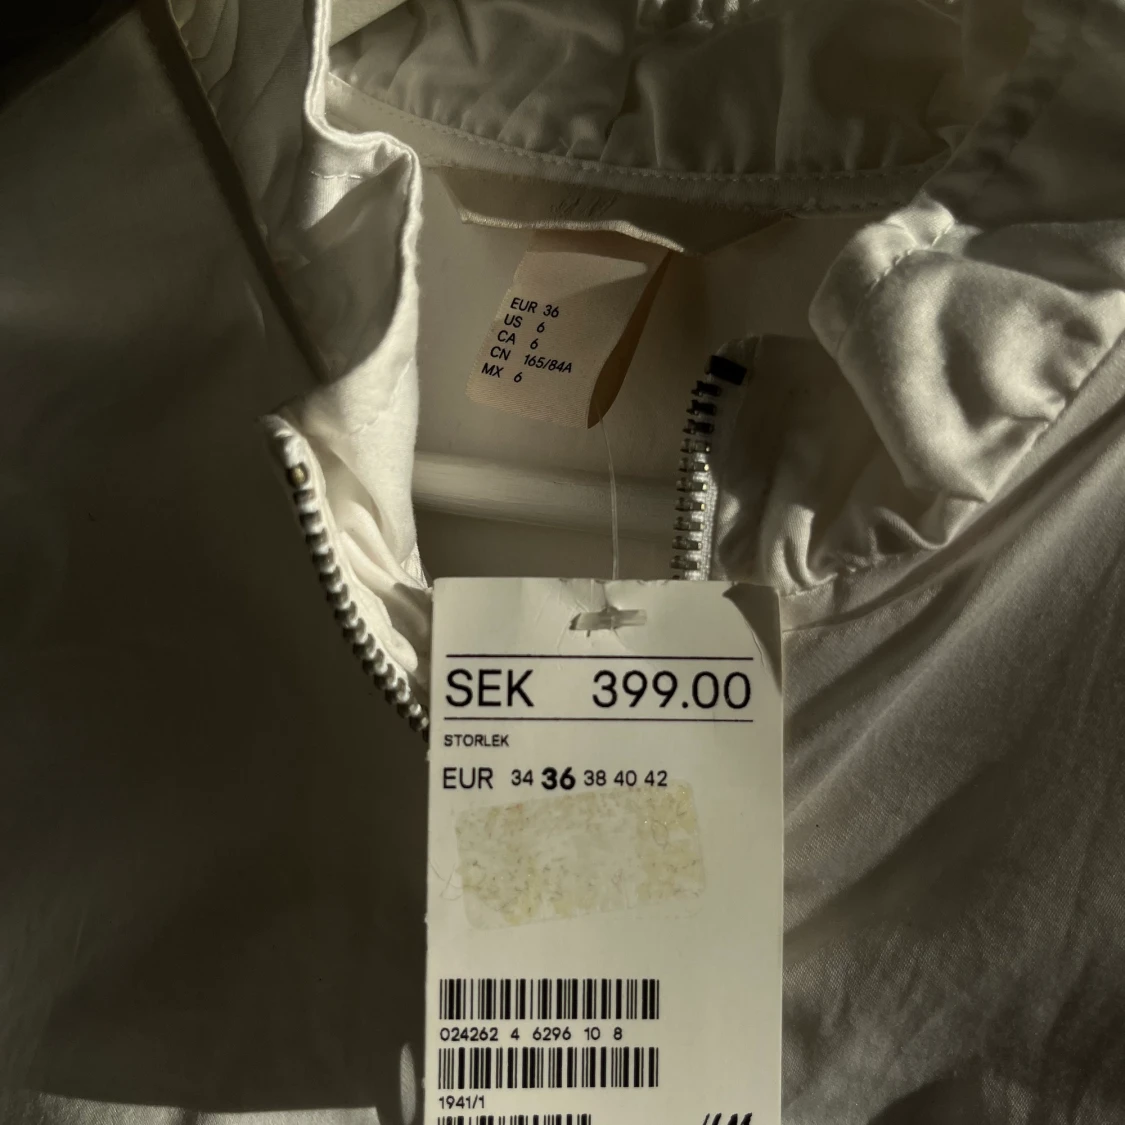 EUR 36
US 6
CA 6
CN 165/84A
MX 6
SEK 399.00
STORLEK
EUR 34 36 38 40 42
024262 4 6296 10 8
1941/1